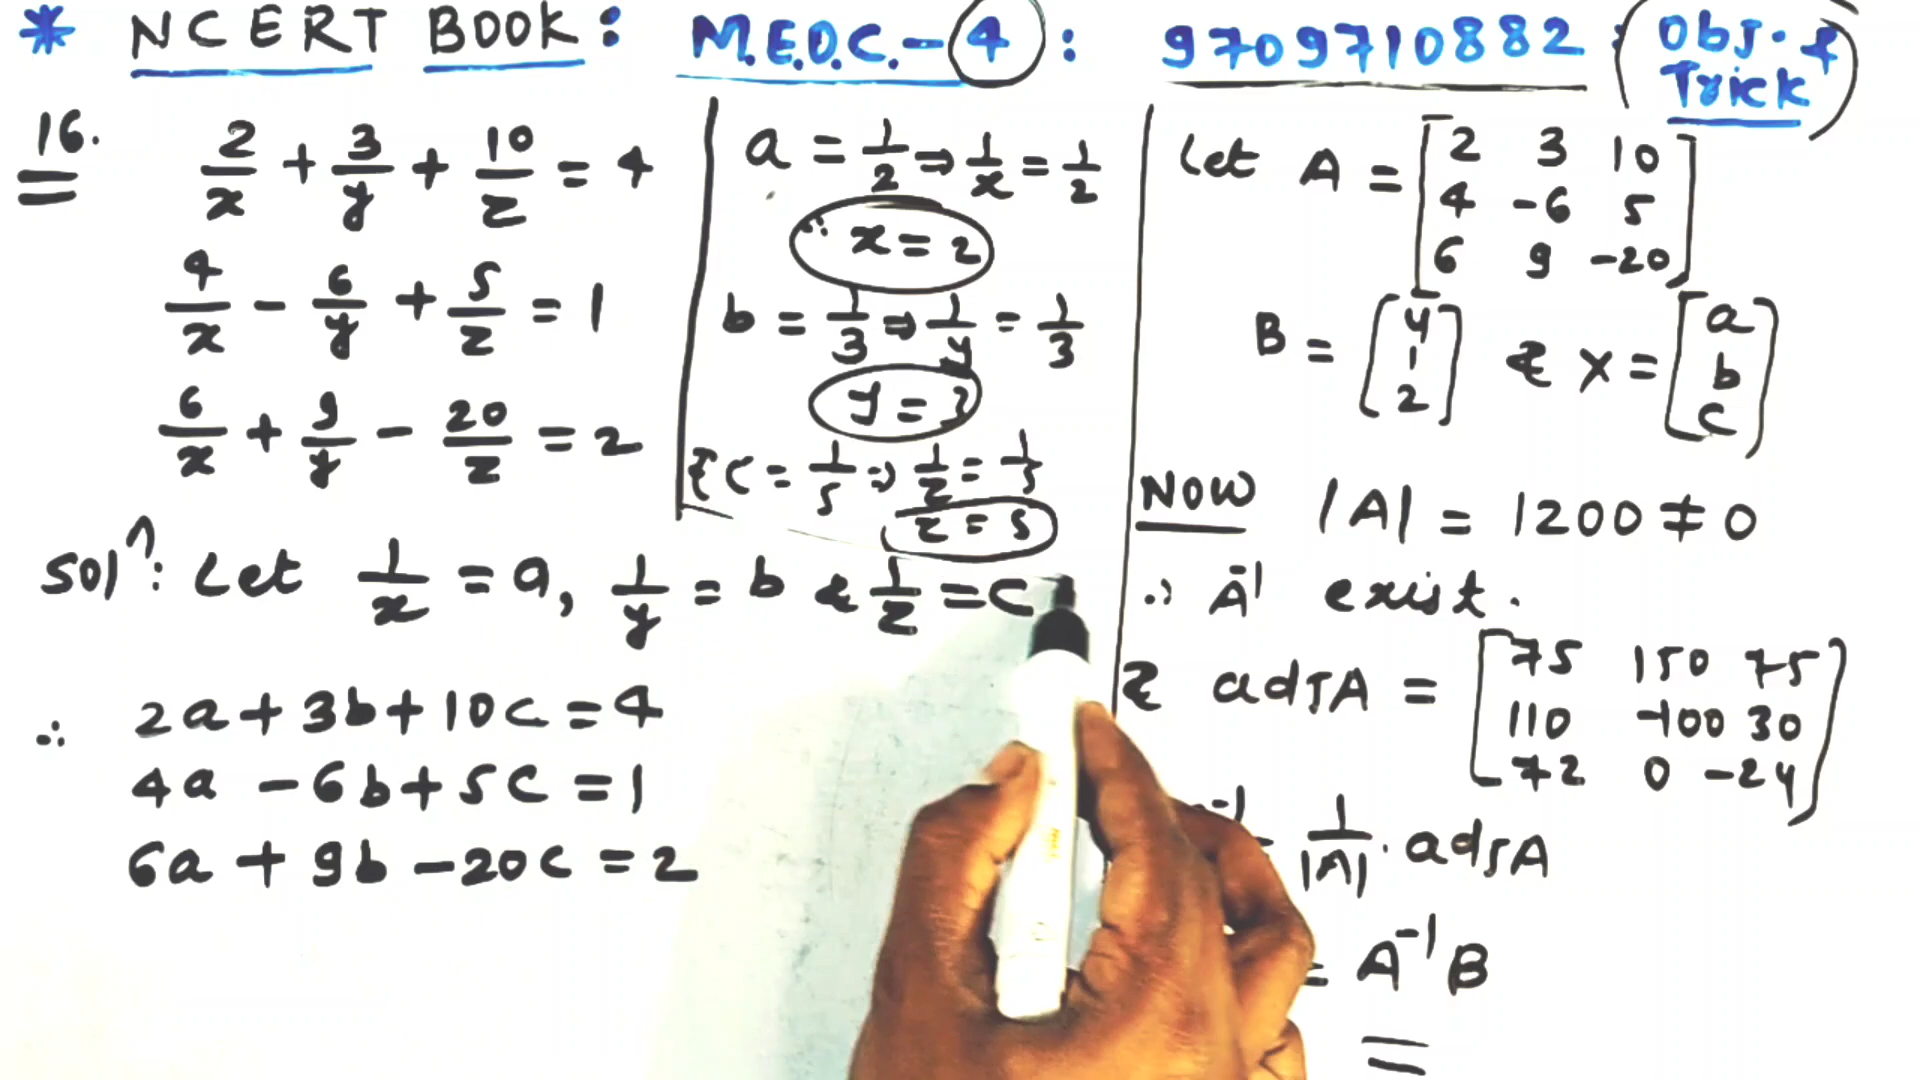 * NCERT BOOK: M.E.D.C.-4: 9709710882: Obj. &
Trick
16. 2/x + 3/y + 10/z = 4
4/x - 6/y + 5/z = 1
6/x + 9/y - 20/z = 2
Solⁿ: Let 1/x = a, 1/y = b & 1/z = c
∴ 2a + 3b + 10c = 4
4a - 6b + 5c = 1
6a + 9b - 20c = 2
a = 1/2 ⇒ 1/x = 1/2
∴ x = 2
b = 1/3 ⇒ 1/y = 1/3
y = 3
& c = 1/5 ⇒ 1/z = 1/5
z = 5
Let A = [2 3 10
4 -6 5
6 9 -20]
B = [4 1 2] & X = [a b c]
NOW |A| = 1200 ≠ 0
∴ A⁻¹ exist.
& adjA = [75 150 75
110 -100 30
72 0 -24]
1/|A| . adjA
= A⁻¹B
=